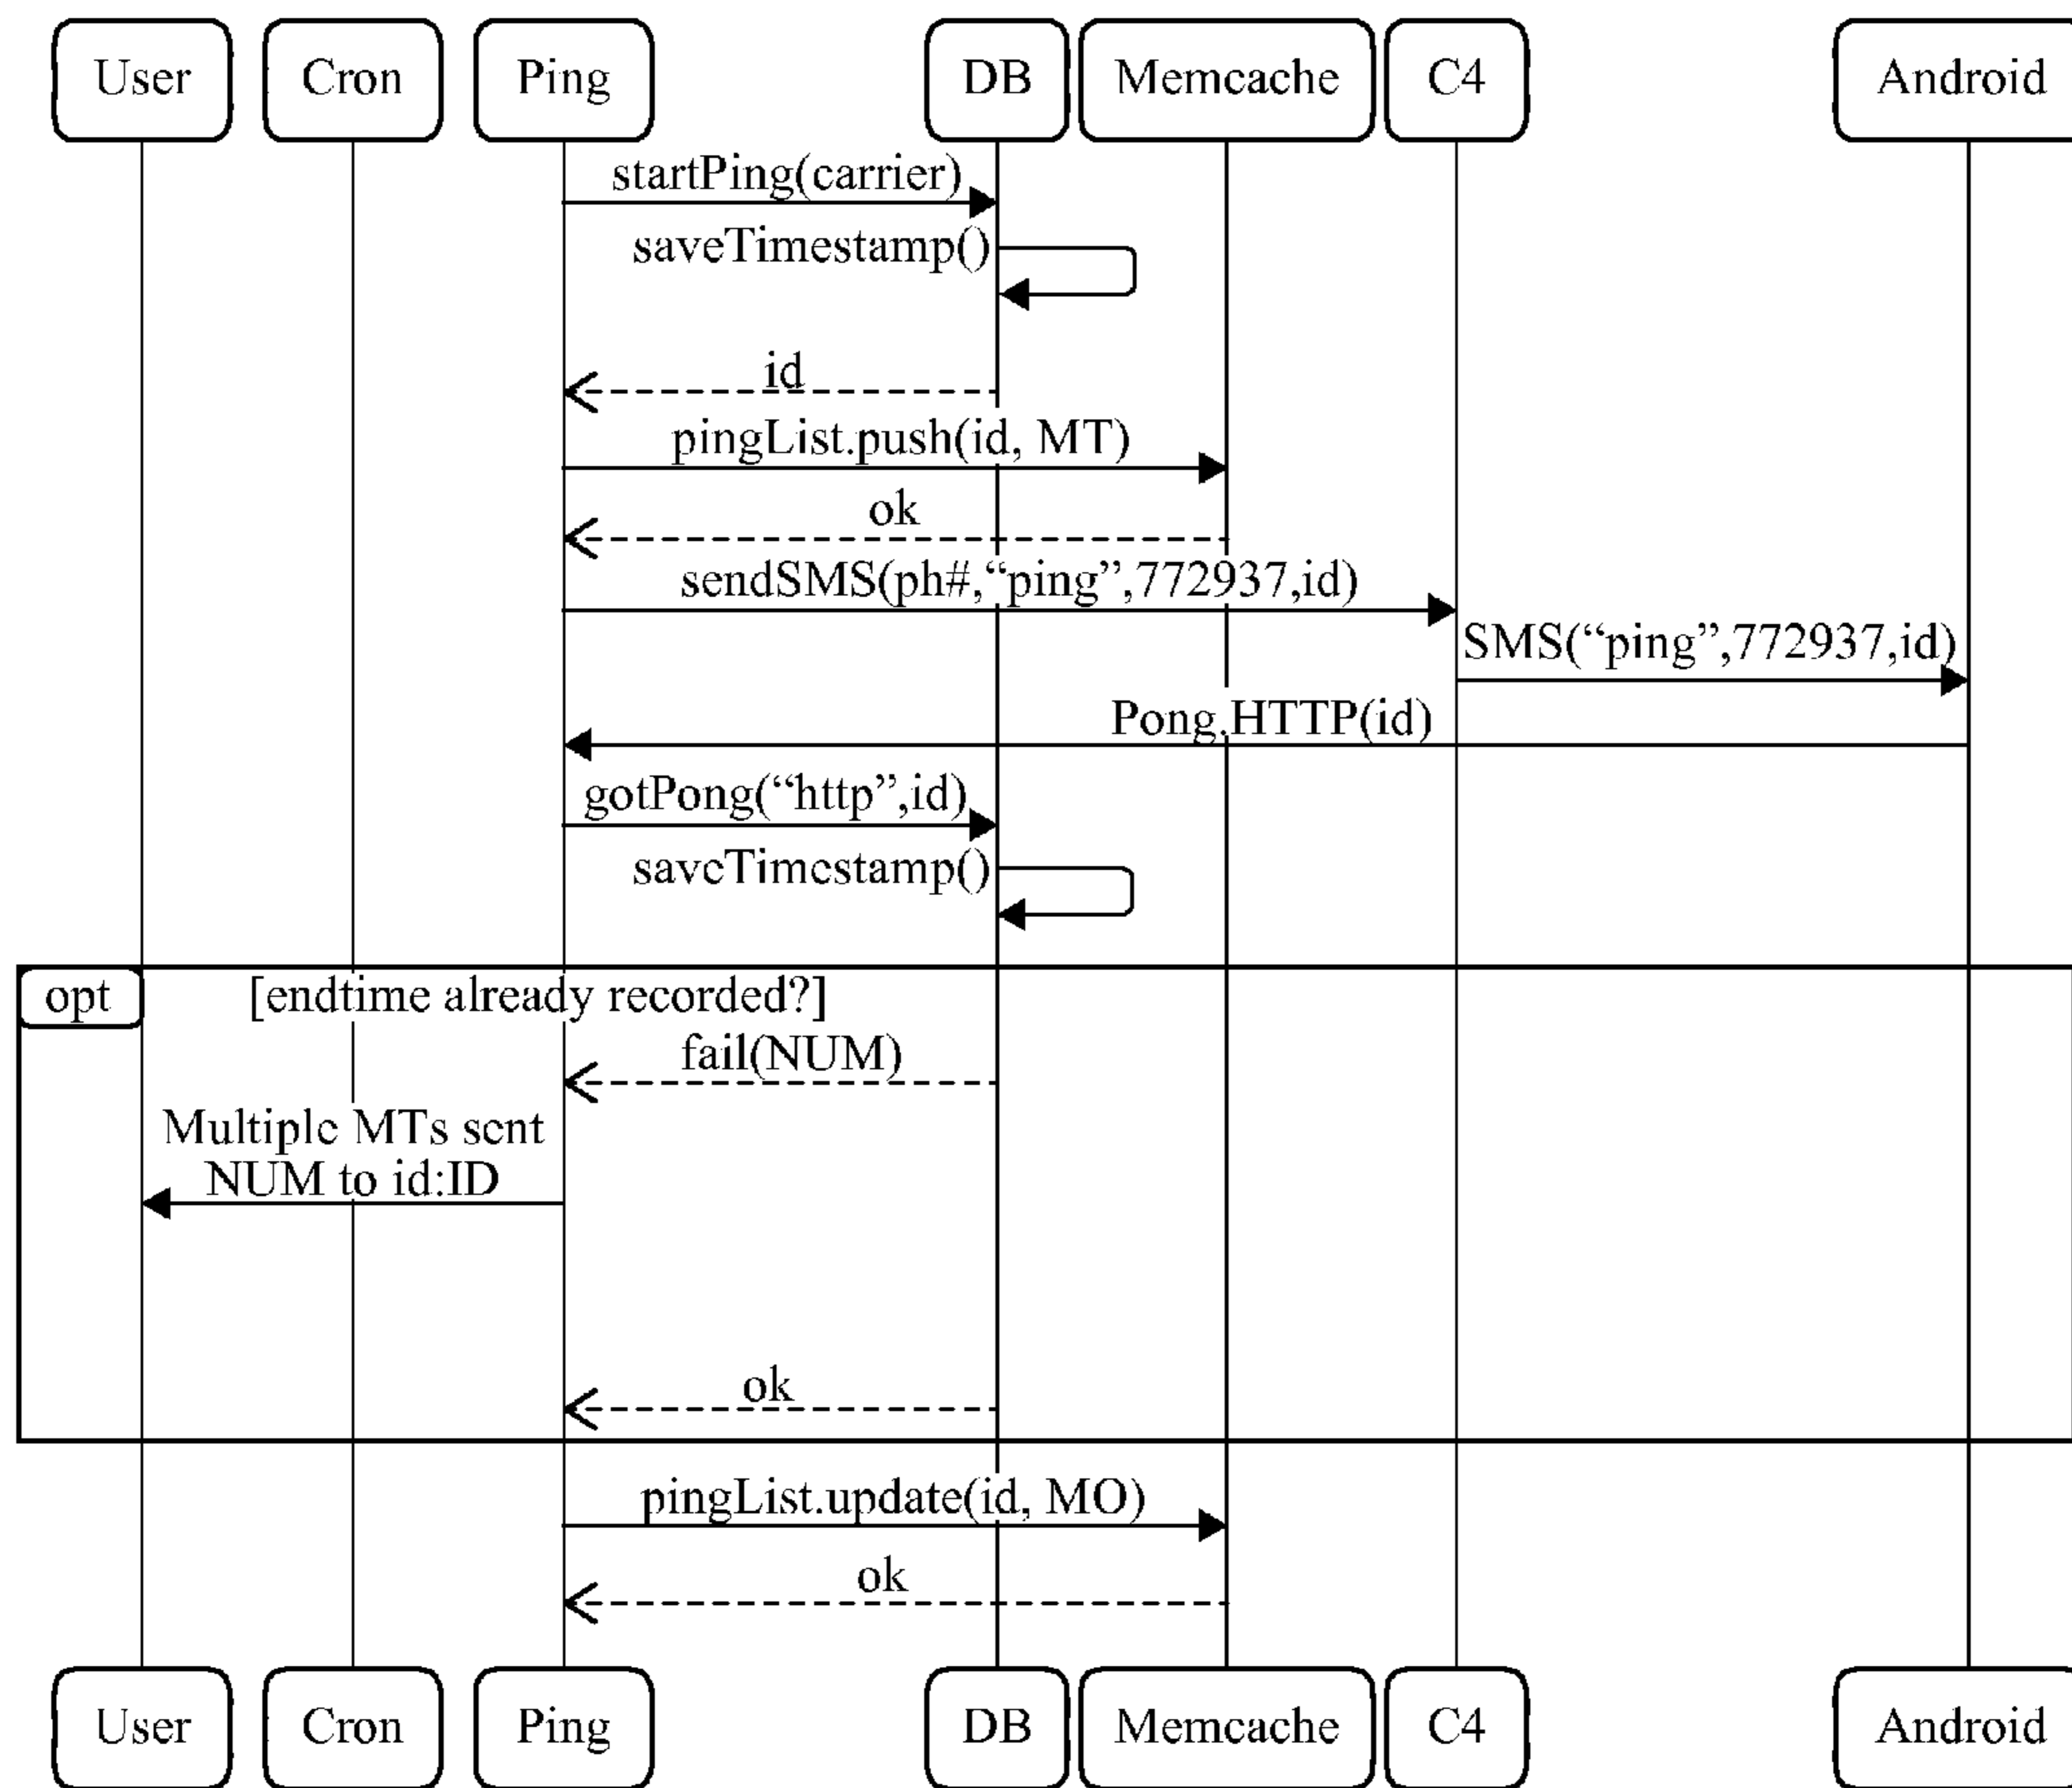 User Cron Ping DB Memcache C4 Android
startPing(carrier)
saveTimestamp()
id
pingList.push(id, MT)
ok
sendSMS(ph#,“ping”,772937,id)
SMS(“ping”,772937,id)
Pong.HTTP(id)
gotPong(“http”,id)
saveTimestamp()
opt [endtime already recorded?]
fail(NUM)
Multiple MTs sent
NUM to id:ID
ok
pingList.update(id, MO)
ok
User Cron Ping DB Memcache C4 Android